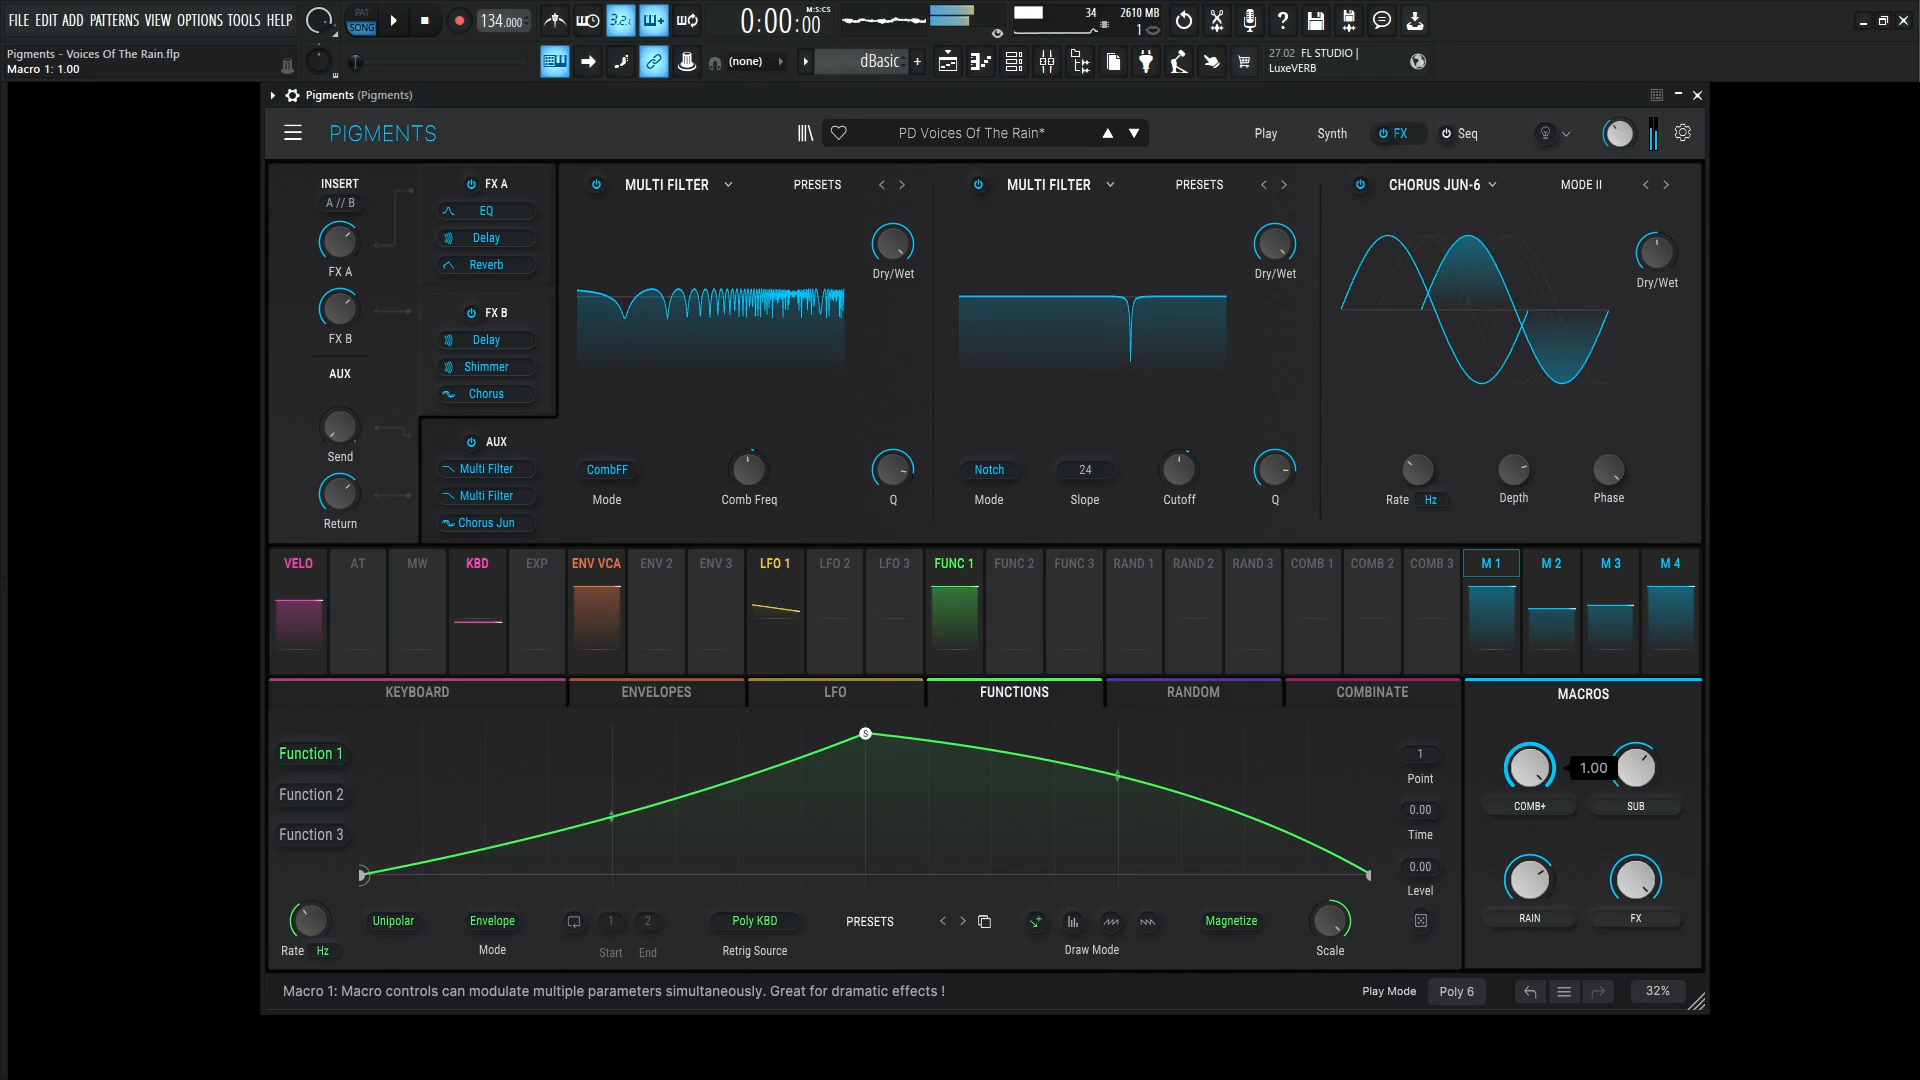 FILE EDIT ADD PATTERNS VIEW OPTIONS TOOLS HELP
PAT
SONG
134.000
3.2.
0:00:00
M:S:CS
34
2610 MB
1
Pigments - Voices Of The Rain.flp
Macro 1: 1.00
(none)
dBasic
+
27.02 FL STUDIO |
LuxeVERB
Pigments (Pigments)
PIGMENTS
PD Voices Of The Rain*
Play
Synth
FX
Seq
INSERT
A // B
FX A
FX B
AUX
Send
Return
FX A
EQ
Delay
Reverb
FX B
Delay
Shimmer
Chorus
AUX
Multi Filter
Multi Filter
Chorus Jun
MULTI FILTER
PRESETS
Dry/Wet
CombFF
Mode
Comb Freq
Q
MULTI FILTER
PRESETS
Dry/Wet
Notch
Mode
24
Slope
Cutoff
Q
CHORUS JUN-6
MODE II
Dry/Wet
Rate
Hz
Depth
Phase
VELO
AT
MW
KBD
EXP
ENV VCA
ENV 2
ENV 3
LFO 1
LFO 2
LFO 3
FUNC 1
FUNC 2
FUNC 3
RAND 1
RAND 2
RAND 3
COMB 1
COMB 2
COMB 3
M 1
M 2
M 3
M 4
KEYBOARD
ENVELOPES
LFO
FUNCTIONS
RANDOM
COMBINATE
MACROS
Function 1
Function 2
Function 3
S
1
Point
0.00
Time
0.00
Level
1.00
COMB+
SUB
RAIN
FX
Rate
Hz
Unipolar
Envelope
Mode
1
Start
2
End
Poly KBD
Retrig Source
PRESETS
Draw Mode
Magnetize
Scale
Macro 1: Macro controls can modulate multiple parameters simultaneously. Great for dramatic effects !
Play Mode
Poly 6
32%